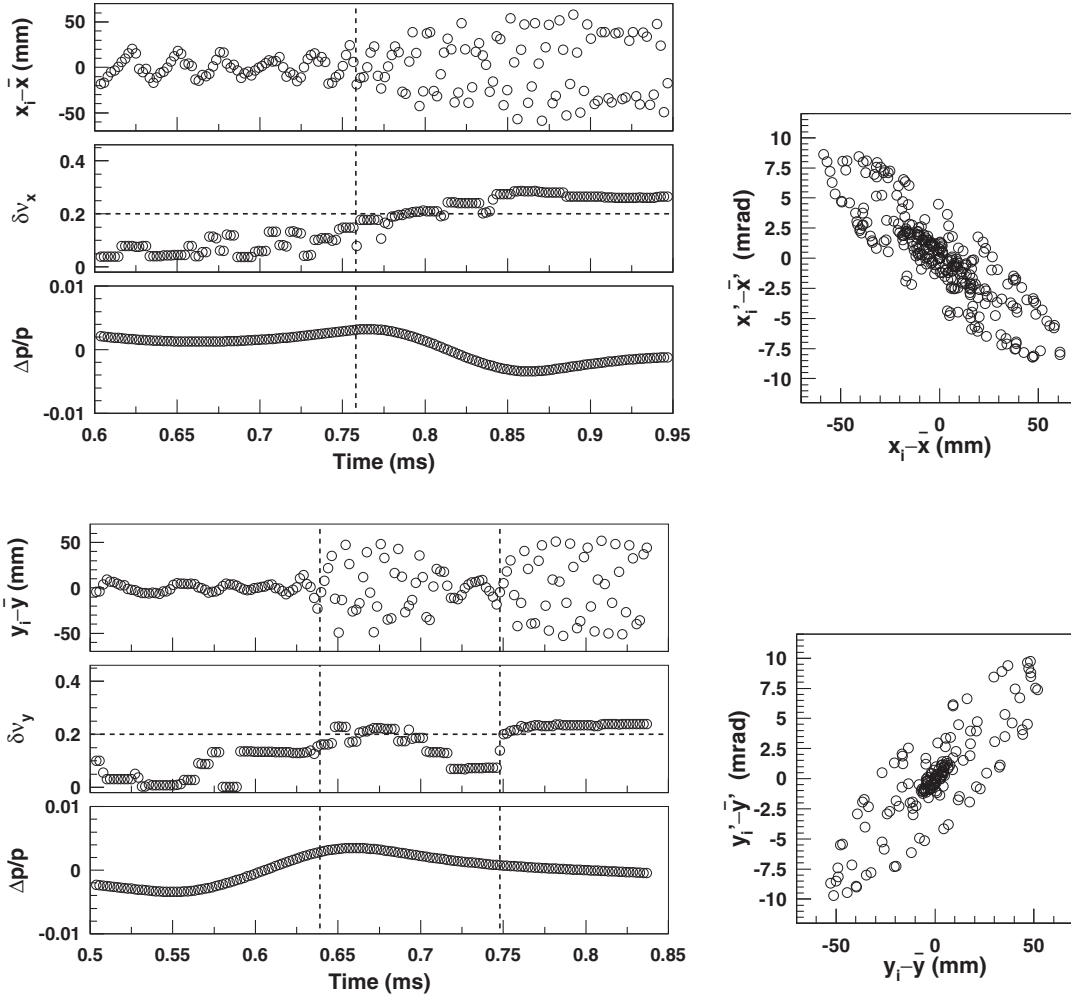 x_i–x̄ (mm)
50
0
-50
δν_x
0.4
0.2
0
Δp/p
0.01
0
-0.01
0.6 0.65 0.7 0.75 0.8 0.85 0.9 0.95
Time (ms)
x_i'–x̄' (mrad)
10
7.5
5
2.5
0
-2.5
-5
-7.5
-10
-50 0 50
x_i–x̄ (mm)
y_i–ȳ (mm)
50
0
-50
δν_y
0.4
0.2
0
Δp/p
0.01
0
-0.01
0.5 0.55 0.6 0.65 0.7 0.75 0.8 0.85
Time (ms)
y_i'–ȳ' (mrad)
10
7.5
5
2.5
0
-2.5
-5
-7.5
-10
-50 0 50
y_i–ȳ (mm)